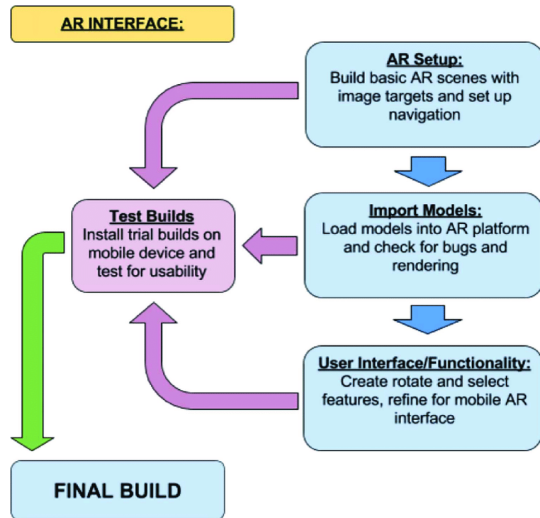 AR INTERFACE:
AR Setup:
Build basic AR scenes with
image targets and set up
navigation
Test Builds
Install trial builds on
mobile device and
test for usability
Import Models:
Load models into AR platform
and check for bugs and
rendering
User Interface/Functionality:
Create rotate and select
features, refine for mobile AR
interface
FINAL BUILD